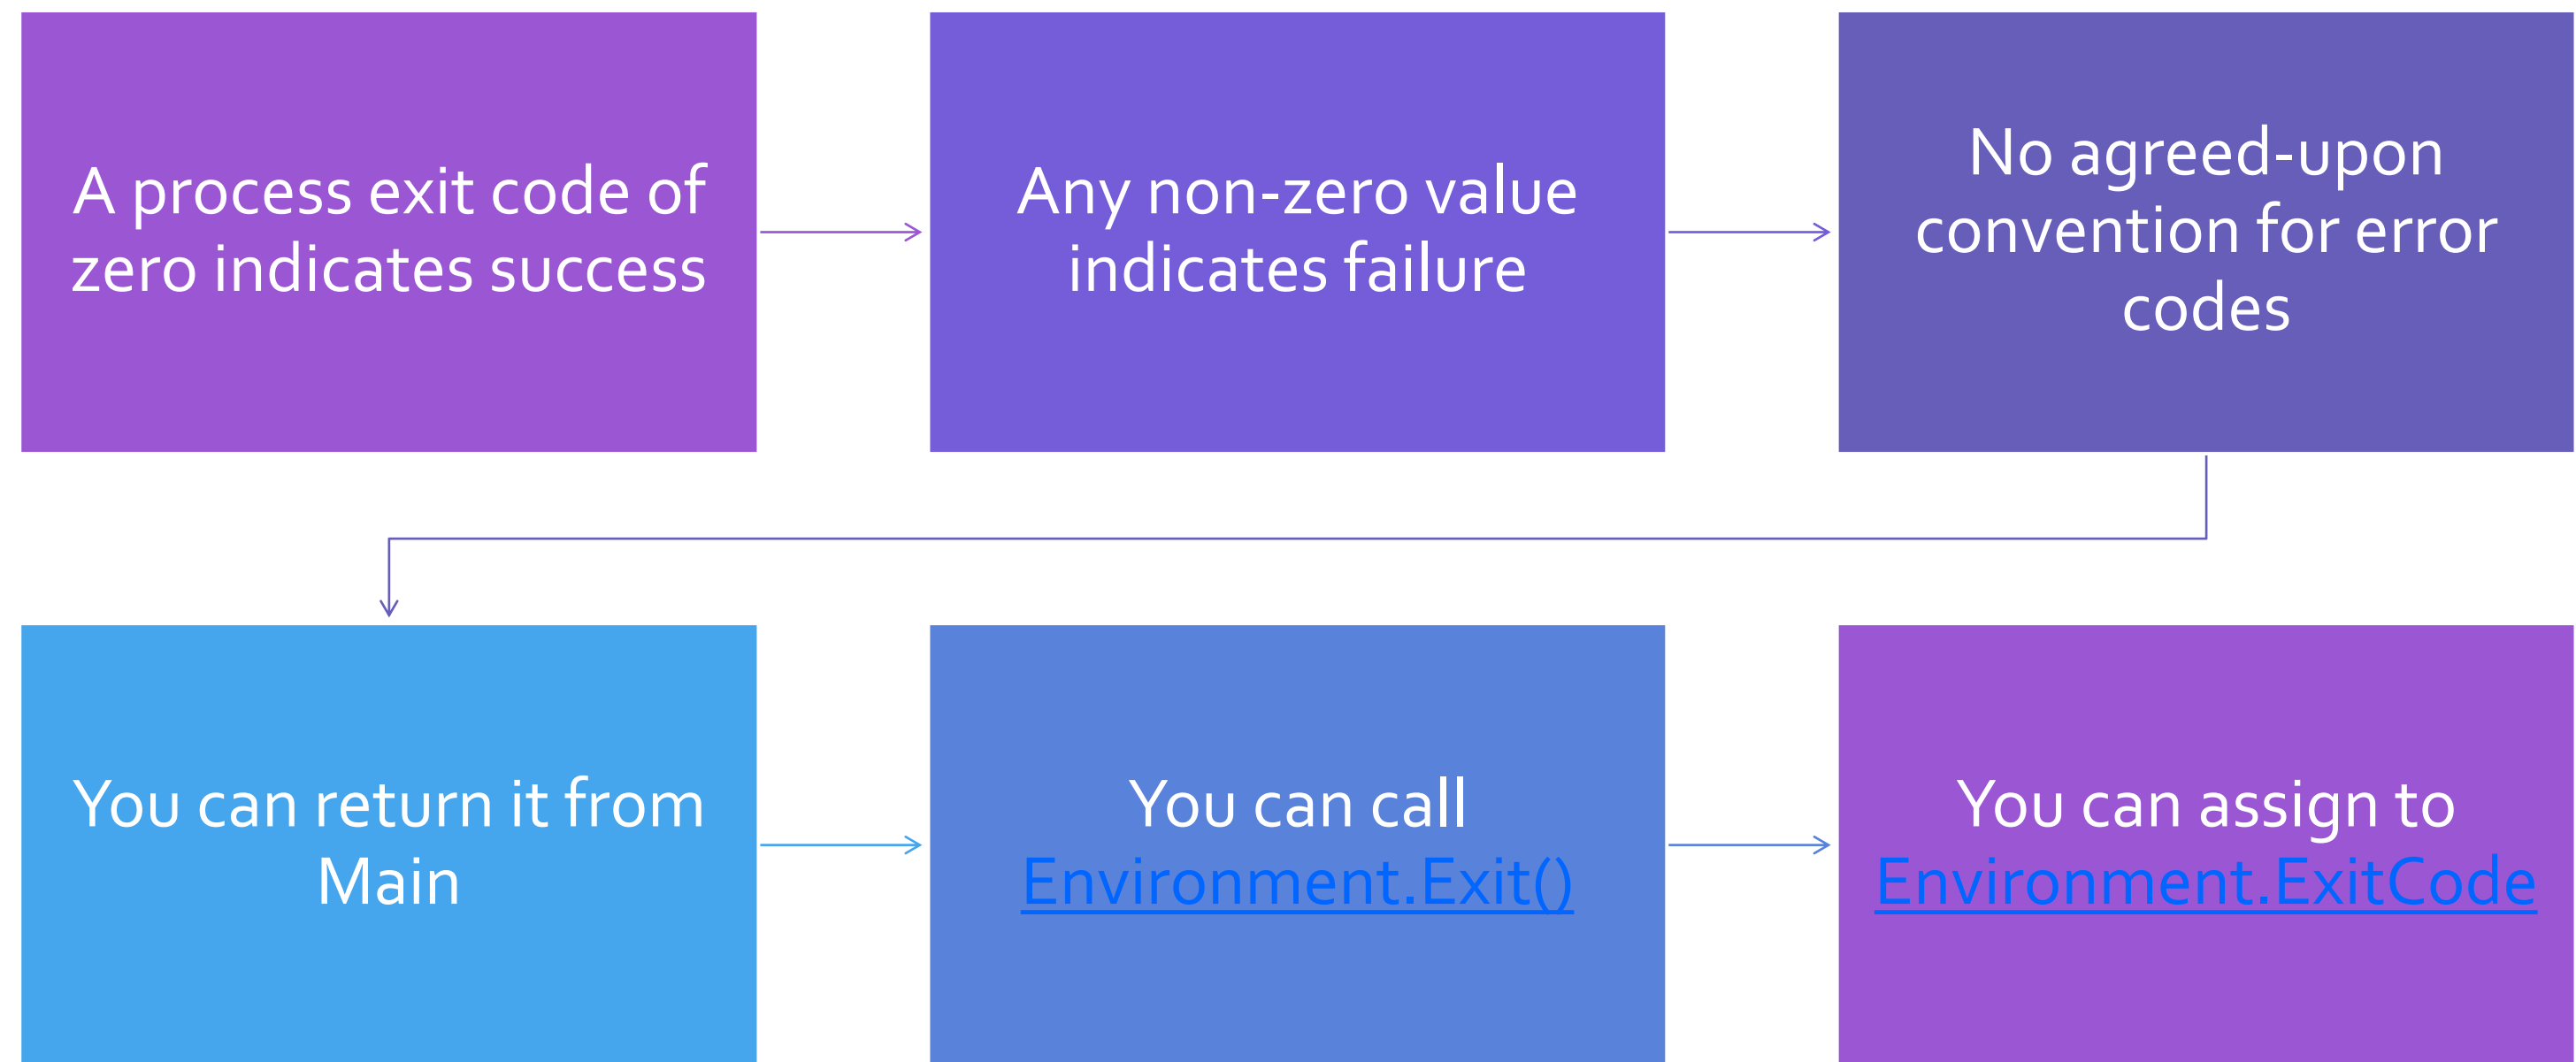 A process exit code of
zero indicates success
Any non-zero value
indicates failure
No agreed-upon
convention for error
codes
You can return it from
Main
You can call
Environment.Exit()
You can assign to
Environment.ExitCode